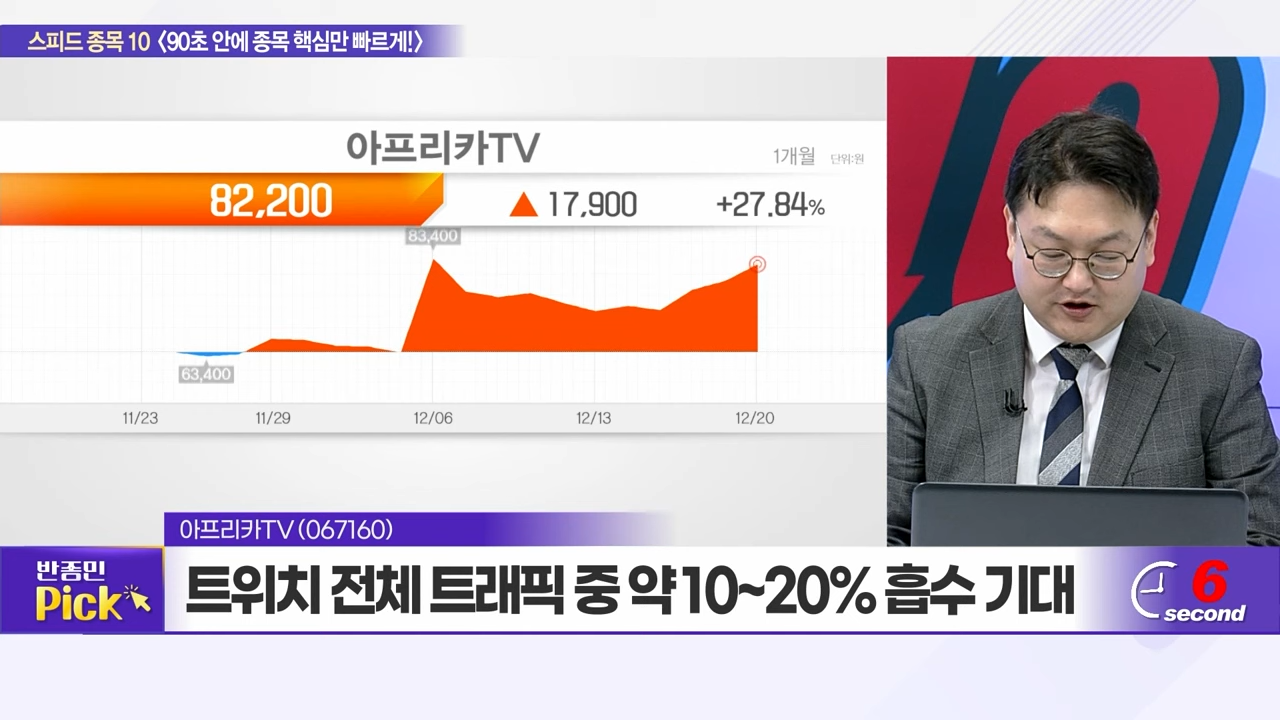 스피드 종목 10 〈90초 안에 종목 핵심만 빠르게!〉
아프리카TV
1개월 단위:원
82,200 ▲ 17,900 +27.84%
83,400
63,400
11/23 11/29 12/06 12/13 12/20
아프리카TV (067160)
반종민
Pick
트위치 전체 트래픽 중 약 10~20% 흡수 기대
6
second